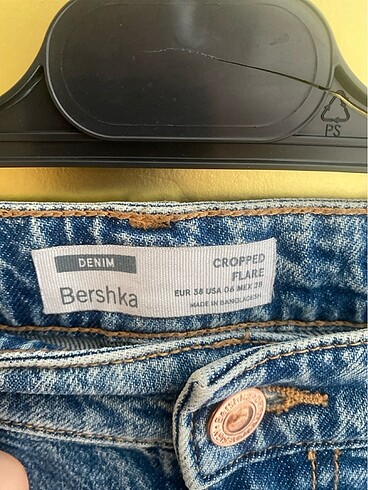 PS
DENIM
Bershka
CROPPED
FLARE
EUR 38 USA 06 MEX 28
MADE IN BANGLADESH